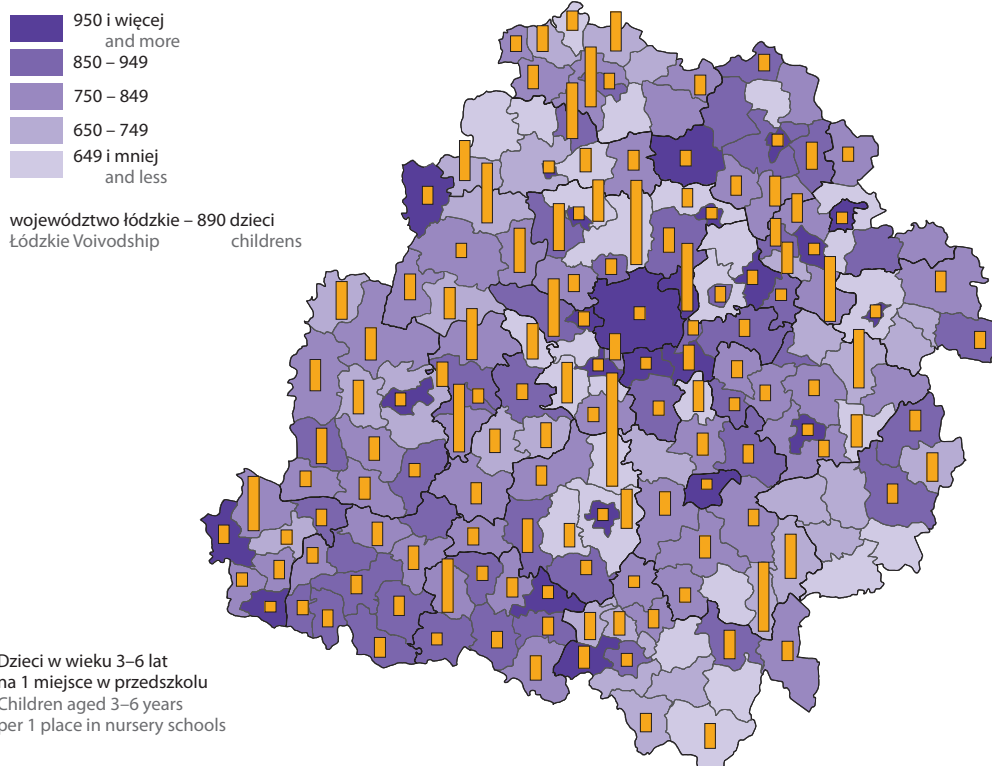 950 i więcej
and more
850 – 949
750 – 849
650 – 749
649 i mniej
and less
województwo łódzkie – 890 dzieci
Łódzkie Voivodship childrens
Dzieci w wieku 3–6 lat
na 1 miejsce w przedszkolu
Children aged 3–6 years
per 1 place in nursery schools